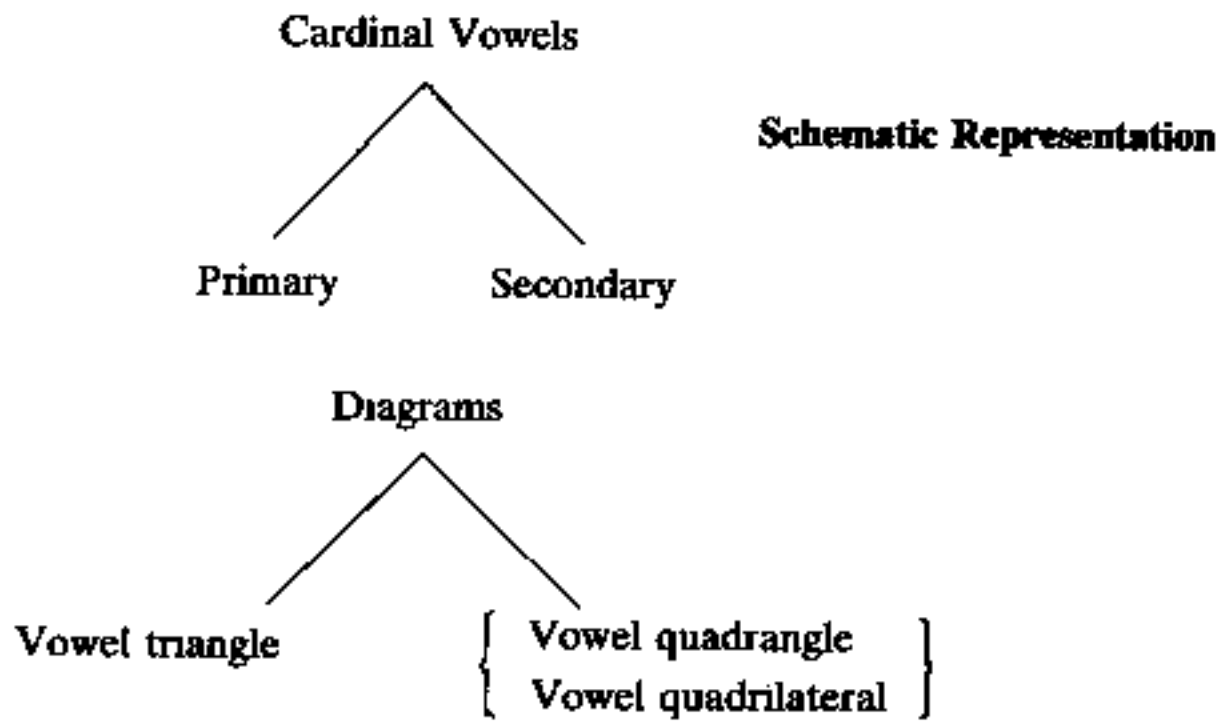 Cardinal Vowels
Schematic Representation
Primary Secondary
Diagrams
Vowel triangle
Vowel quadrangle
Vowel quadrilateral